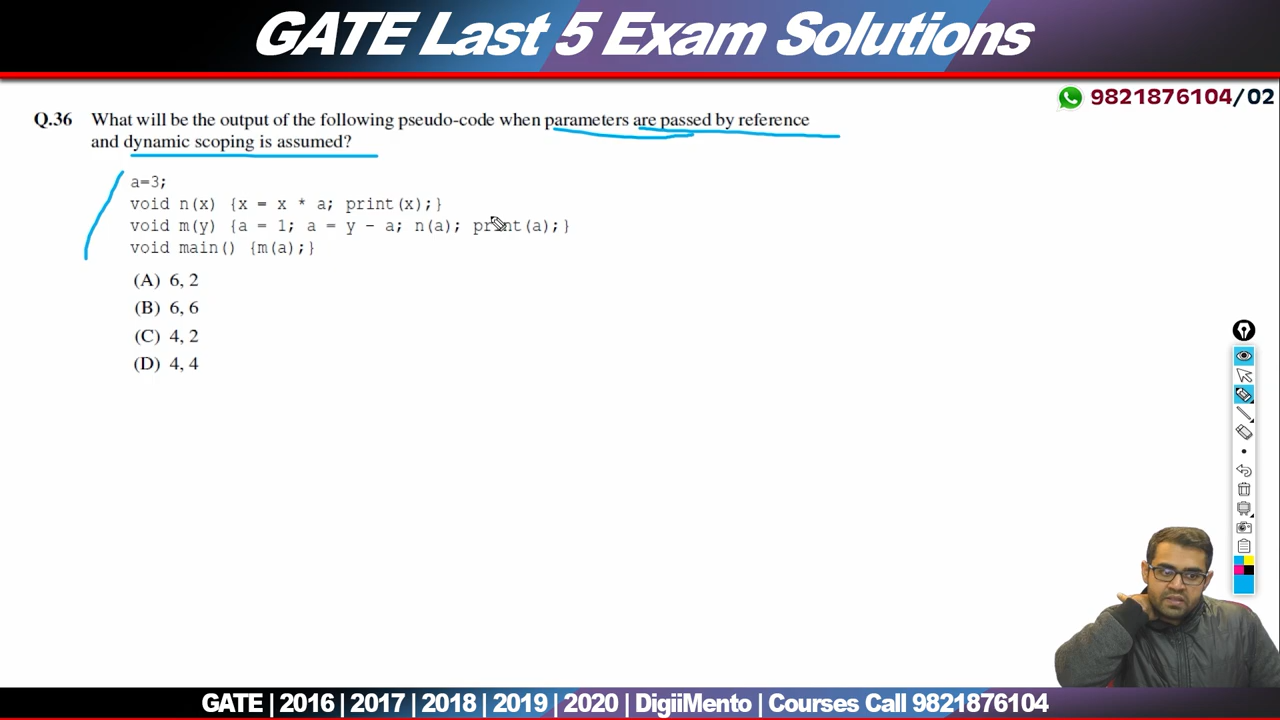 GATE Last 5 Exam Solutions
9821876104/02
Q.36 What will be the output of the following pseudo-code when parameters are passed by reference
and dynamic scoping is assumed?
a=3;
void n(x) {x = x * a; print(x);}
void m(y) {a = 1; a = y - a; n(a); print(a);}
void main() {m(a);}
(A) 6, 2
(B) 6, 6
(C) 4, 2
(D) 4, 4
GATE | 2016 | 2017 | 2018 | 2019 | 2020 | DigiiMento | Courses Call 9821876104